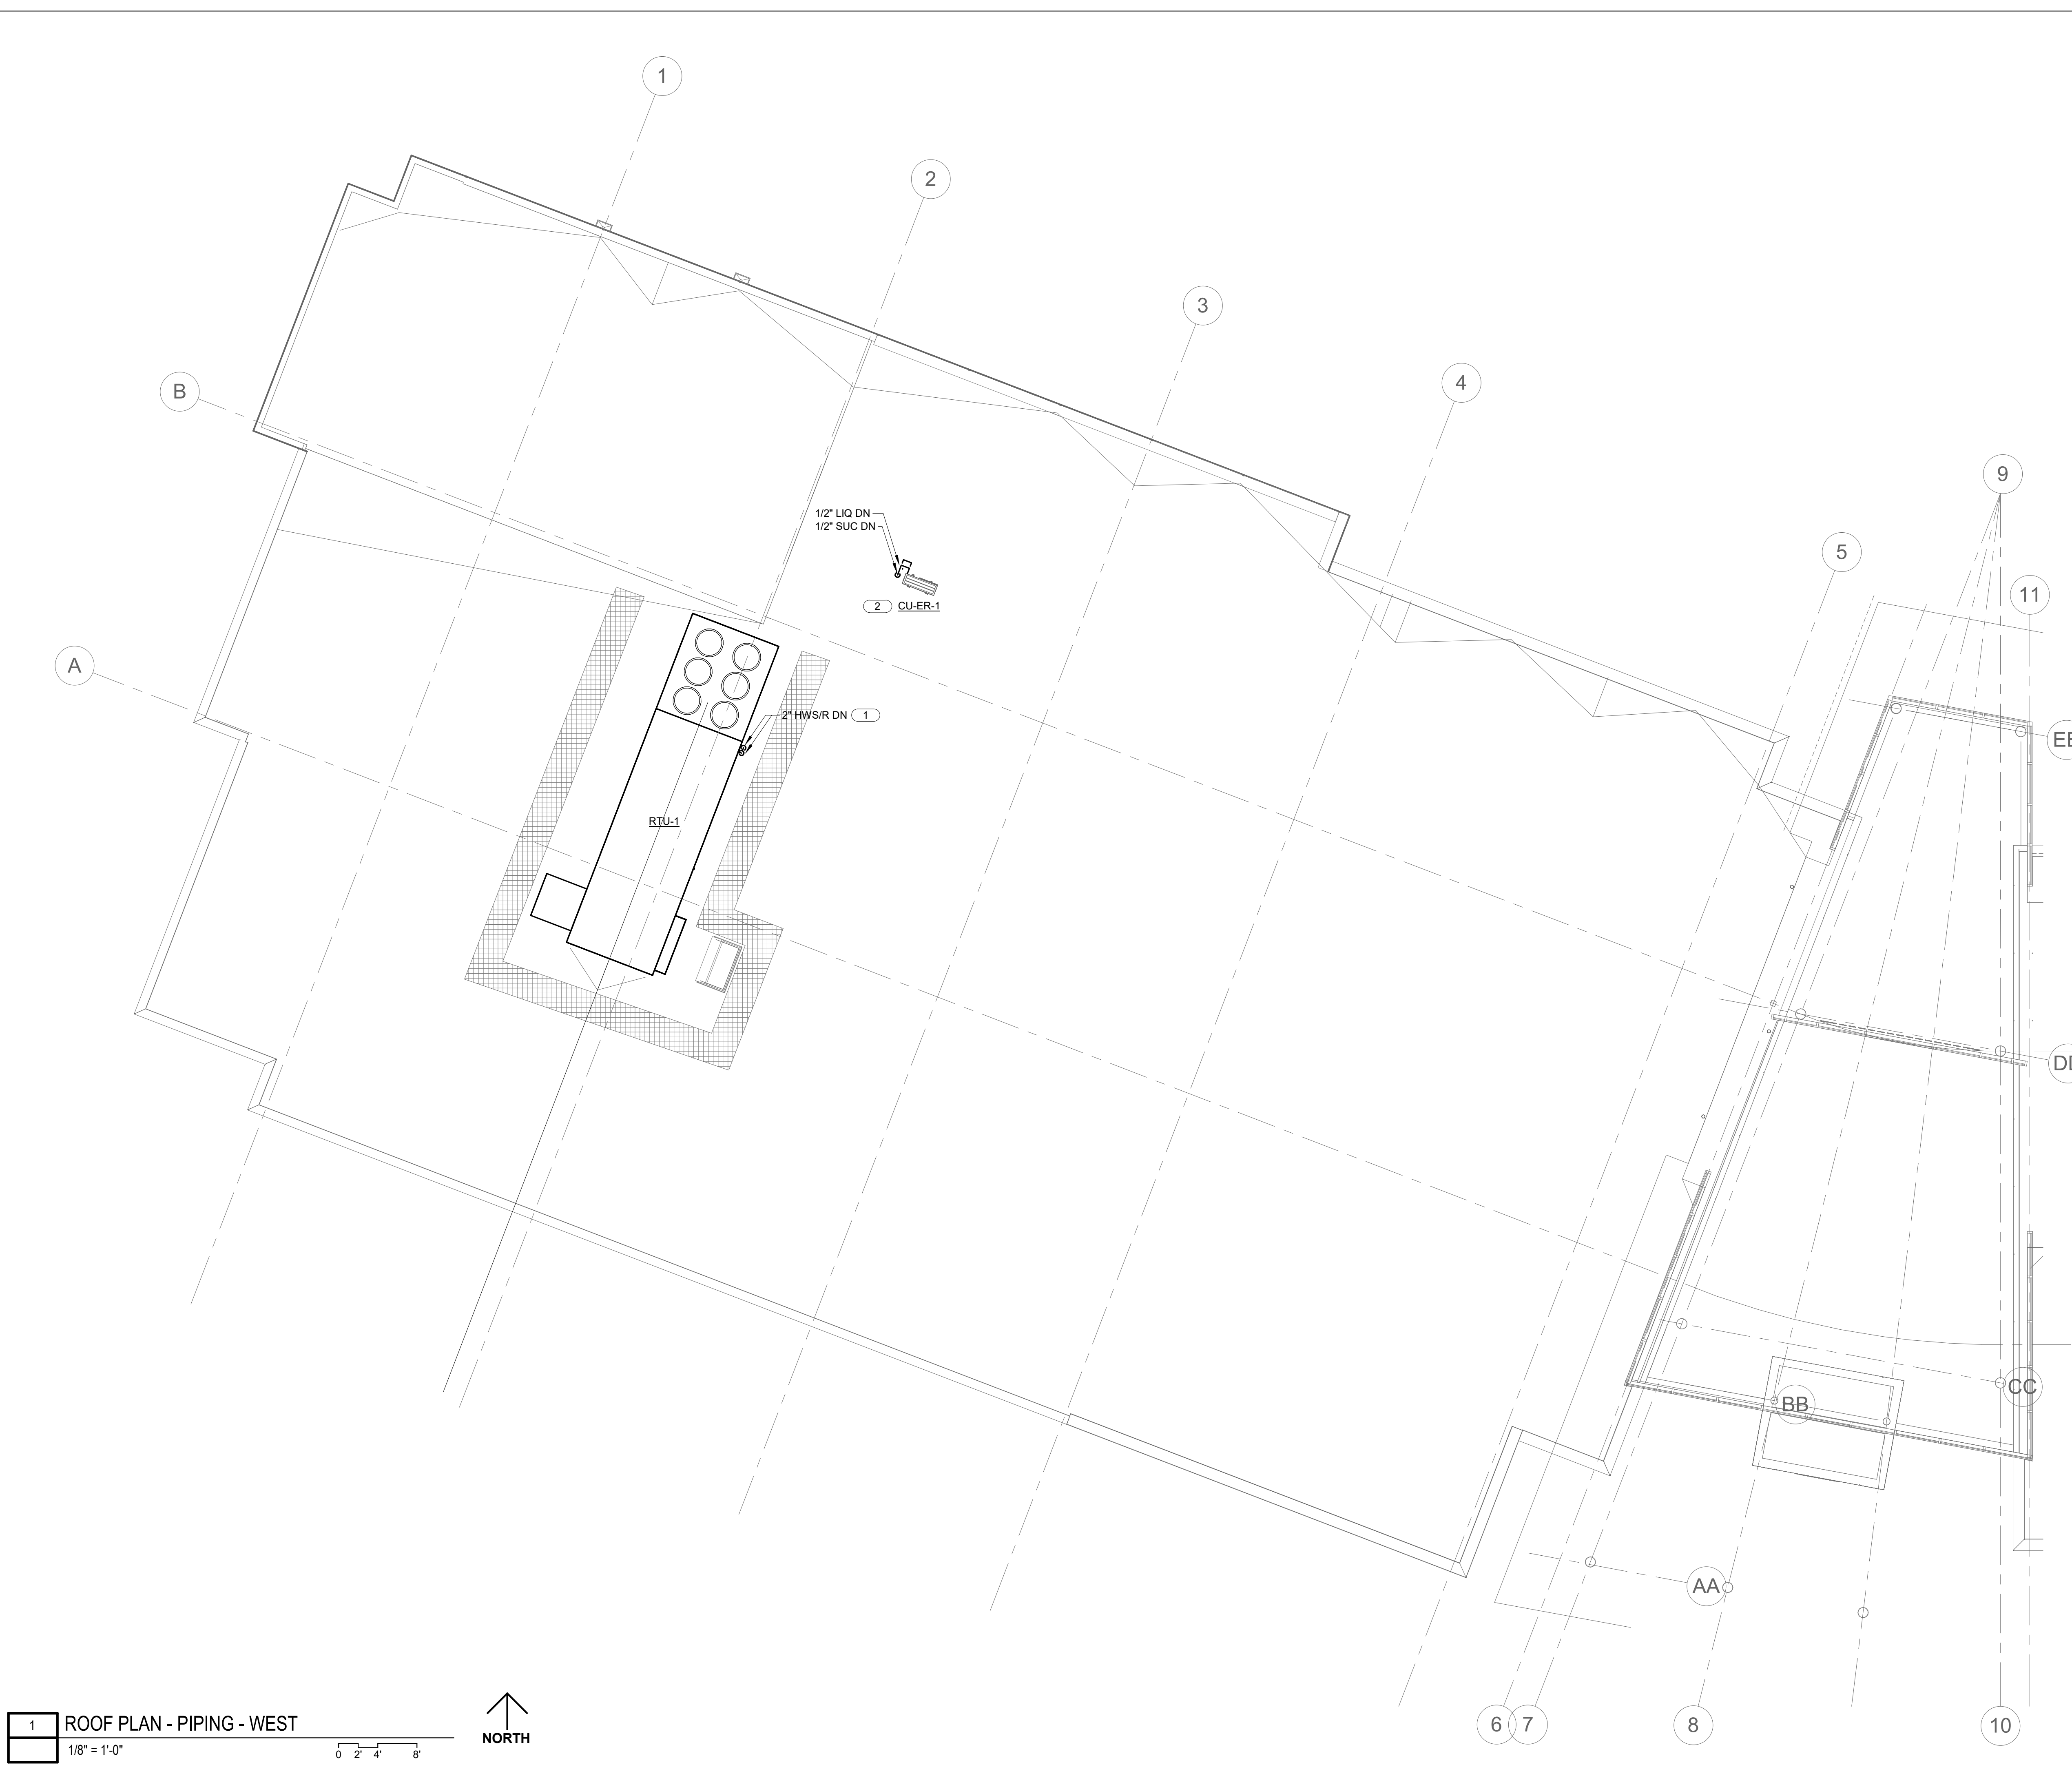 1
2
3
B
4
9
1/2" LIQ DN
1/2" SUC DN
5
11
2 CU-ER-1
A
2" HWS/R DN 1
EE
RTU-1
DD
CC
BB
AA
6 7 8 10
1 ROOF PLAN - PIPING - WEST
1/8" = 1'-0"
0 2' 4' 8'
NORTH